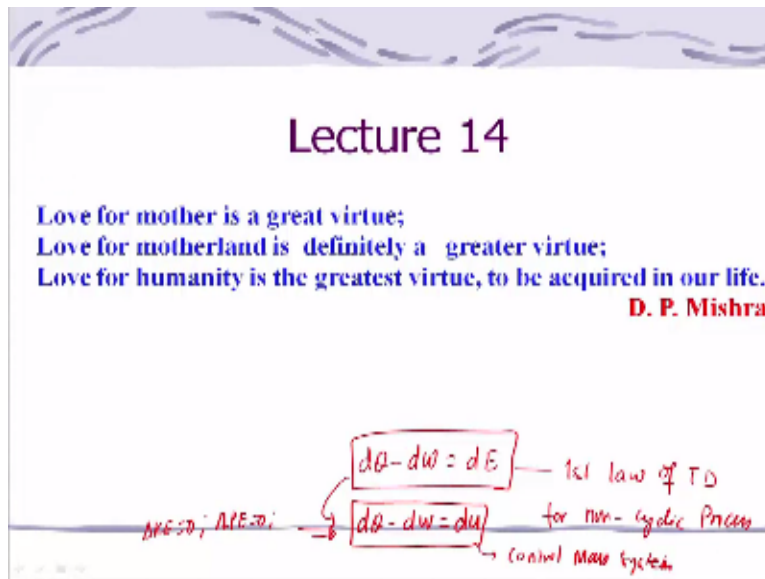 Lecture 14
Love for mother is a great virtue;
Love for motherland is definitely a greater virtue;
Love for humanity is the greatest virtue, to be acquired in our life.
D. P. Mishra
dQ - dW = dE — 1st law of TD
for non-cyclic Process
ΔKE=0; ΔPE=0; → dQ - dW = dU
→ Control Mass System